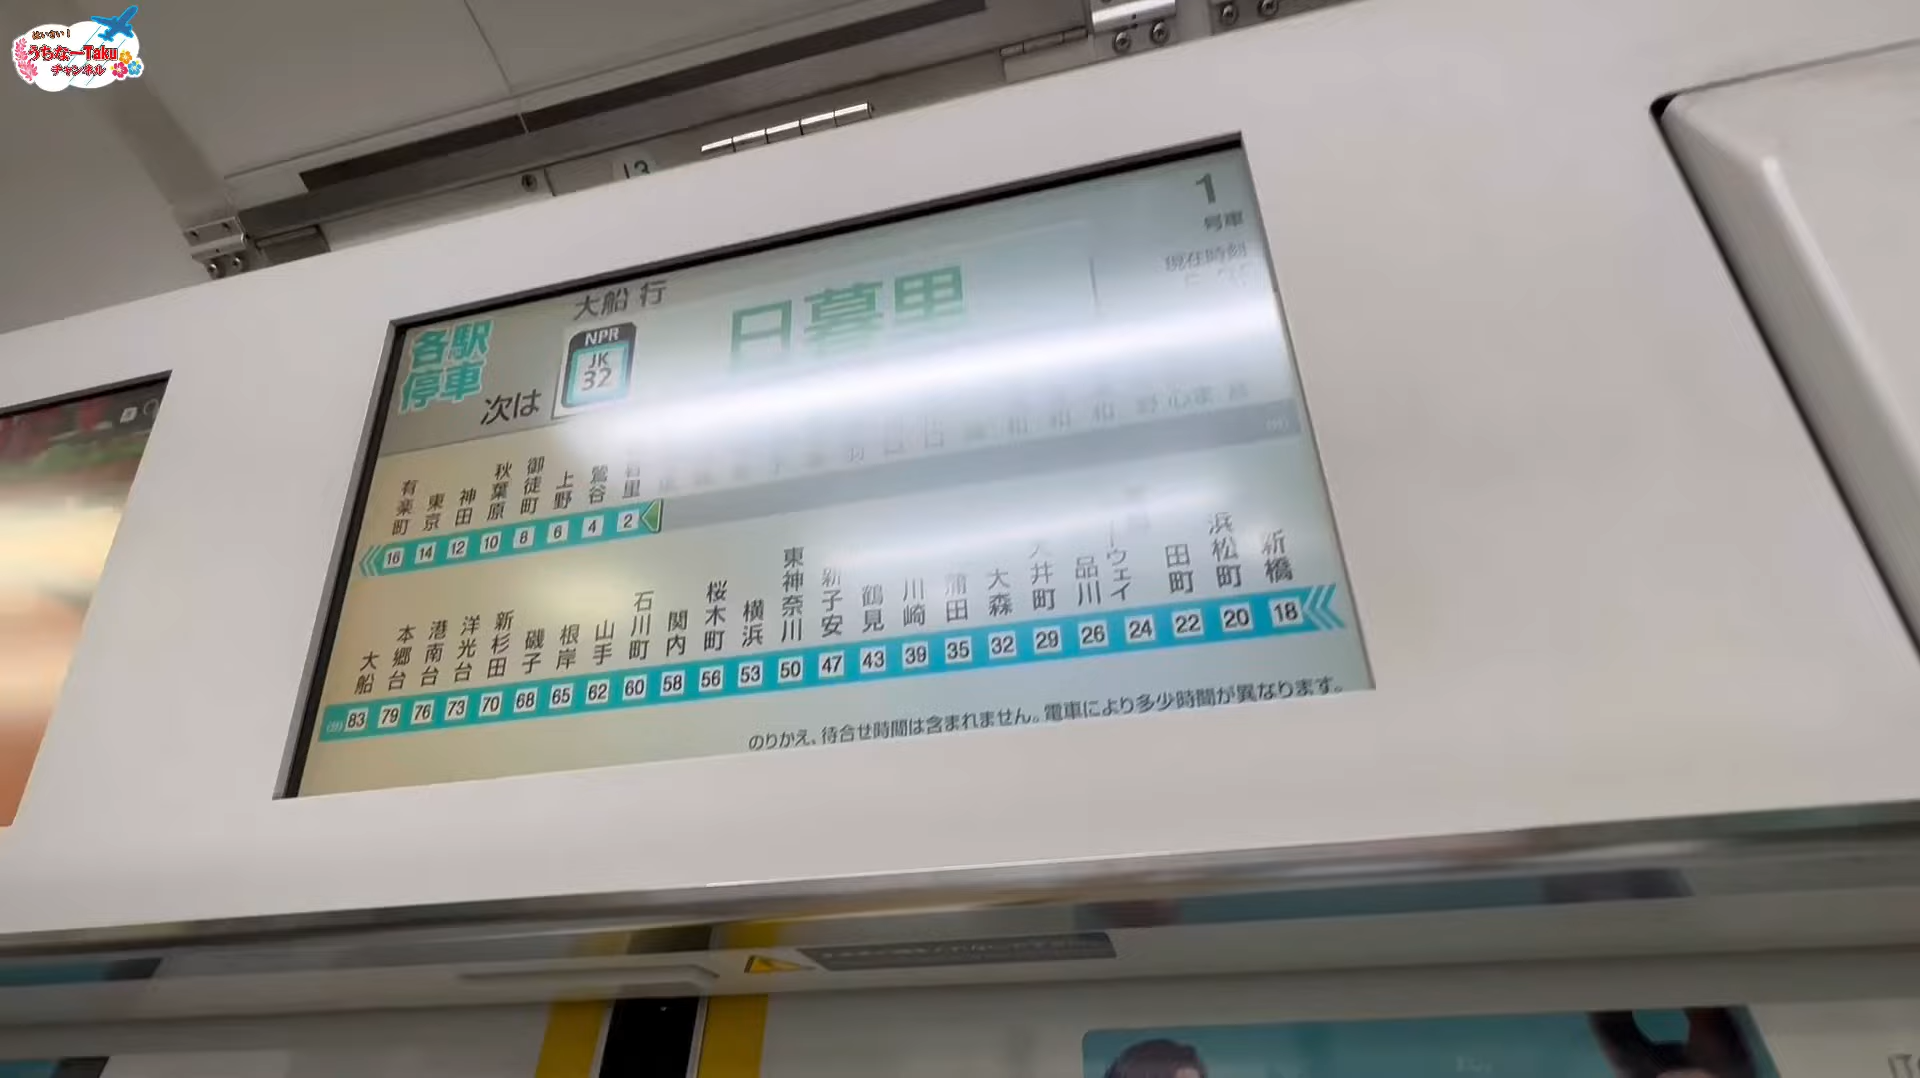 はいさい！
うちなーTaku
チャンネル
13
1
号車
現在時刻
大船 行
各駅
停車
次は
NPR
JK
32
日暮里
有楽町
東京
神田
秋葉原
御徒町
上野
鶯谷
16 14 12 10 8 6 4 2
大船
本郷台
港南台
洋光台
新杉田
磯子
根岸
山手
石川町
関内
桜木町
横浜
東神奈川
新子安
鶴見
川崎
蒲田
大森
大井町
品川
ウェイ
田町
浜松町
新橋
(分) 83 79 76 73 70 68 65 62 60 58 56 53 50 47 43 39 35 32 29 26 24 22 20 18
のりかえ、待合せ時間は含まれません。電車により多少時間が異なります。